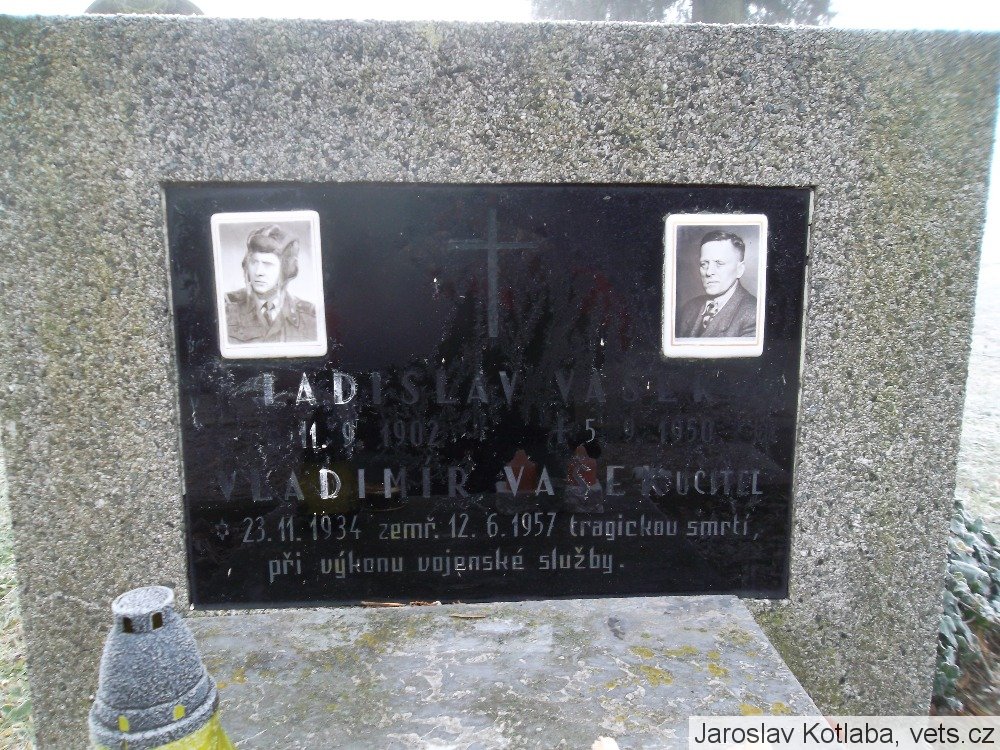 LADISLAV VAŠEK
11. 9. 1902 † 5. 9. 1950
VLADIMÍR VAŠEK UČITEL
✡ 23. 11. 1934 zemř. 12. 6. 1957 tragickou smrtí,
při výkonu vojenské služby.
Jaroslav Kotlaba, vets.cz